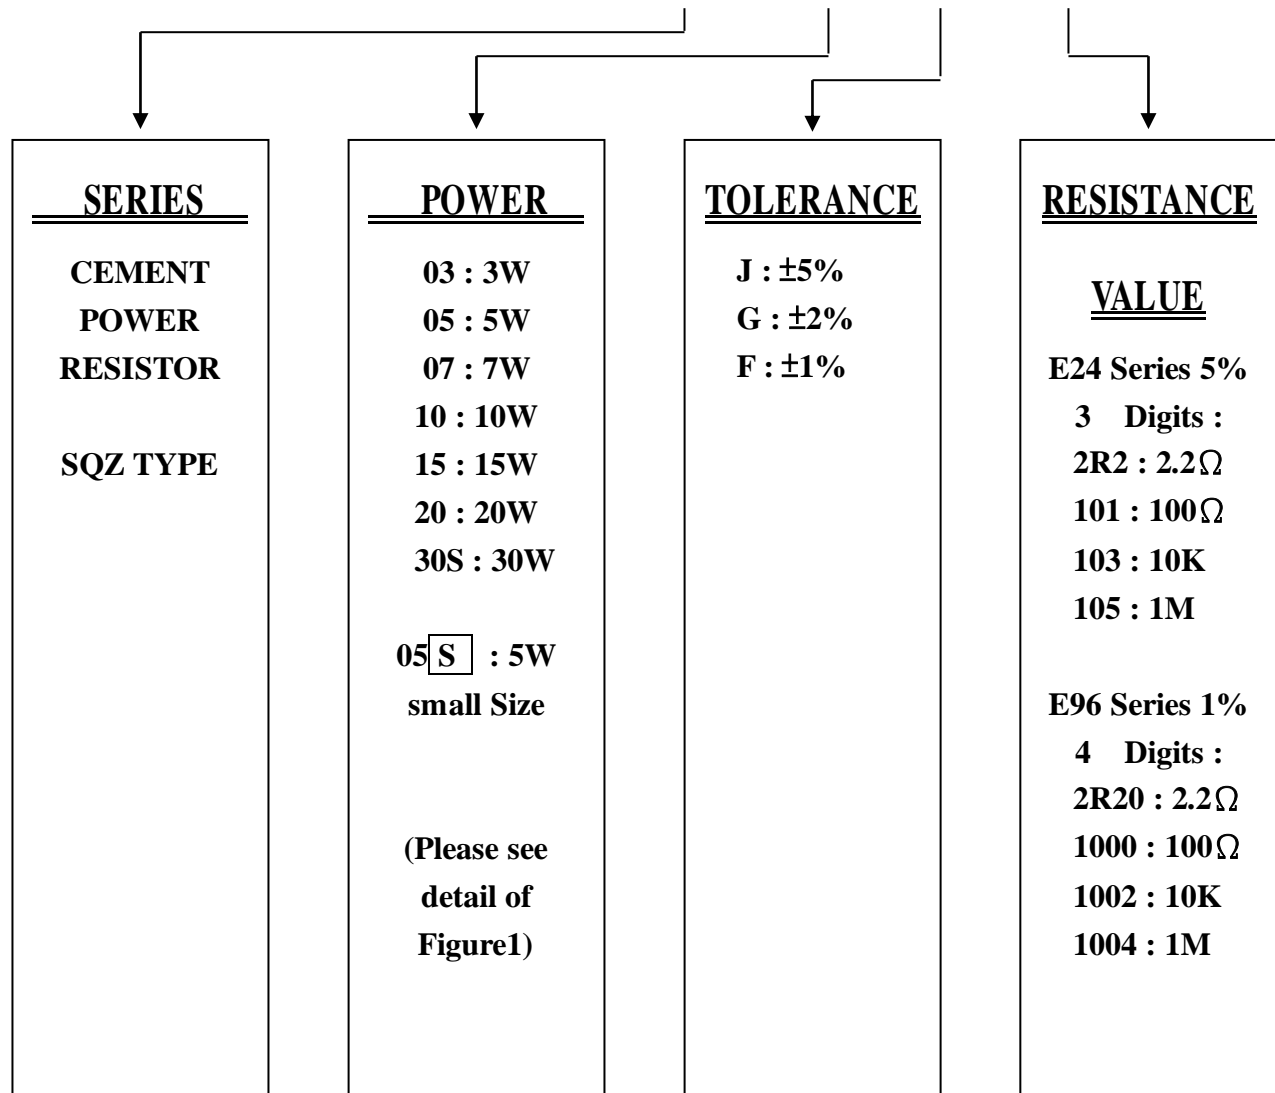 SERIES
CEMENT
POWER
RESISTOR
SQZ TYPE
POWER
03 : 3W
05 : 5W
07 : 7W
10 : 10W
15 : 15W
20 : 20W
30S : 30W
05 S : 5W
small Size
(Please see
detail of
Figure1)
TOLERANCE
J : ±5%
G : ±2%
F : ±1%
RESISTANCE
VALUE
E24 Series 5%
3 Digits :
2R2 : 2.2Ω
101 : 100Ω
103 : 10K
105 : 1M
E96 Series 1%
4 Digits :
2R20 : 2.2Ω
1000 : 100Ω
1002 : 10K
1004 : 1M